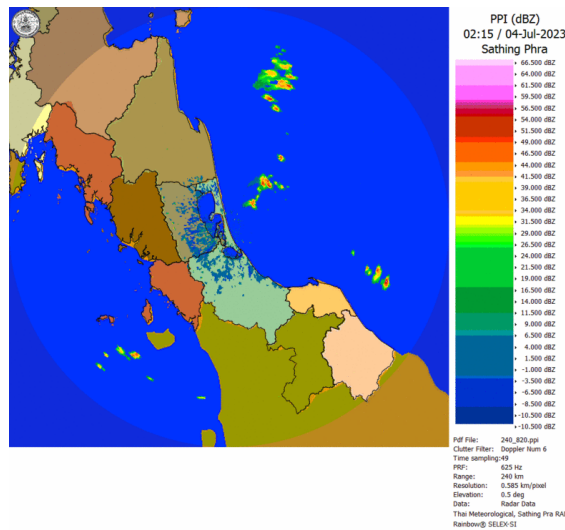 PPI (dBZ)
02:15 / 04-Jul-2023
Sathing Phra
66.500 dBZ
64.000 dBZ
61.500 dBZ
59.500 dBZ
56.500 dBZ
54.000 dBZ
51.500 dBZ
49.000 dBZ
46.500 dBZ
44.000 dBZ
41.500 dBZ
39.000 dBZ
36.500 dBZ
34.000 dBZ
31.500 dBZ
29.000 dBZ
26.500 dBZ
24.000 dBZ
21.500 dBZ
19.000 dBZ
16.500 dBZ
14.000 dBZ
11.500 dBZ
9.000 dBZ
6.500 dBZ
4.000 dBZ
1.500 dBZ
-1.000 dBZ
-3.500 dBZ
-6.500 dBZ
-8.500 dBZ
-10.500 dBZ
-10.500 dBZ
Pdf File: 240_820.ppi
Clutter Filter: Doppler Num 6
Time sampling:49
PRF: 625 Hz
Range: 240 km
Resolution: 0.585 km/pixel
Elevation: 0.5 deg
Data: Radar Data
Thai Meteorological, Sathing Pra RA
Rainbow® SELEX-SI